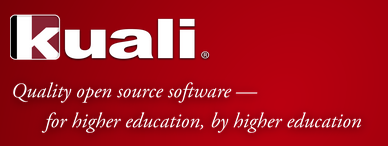 kuali®
Quality open source software —
for higher education, by higher education